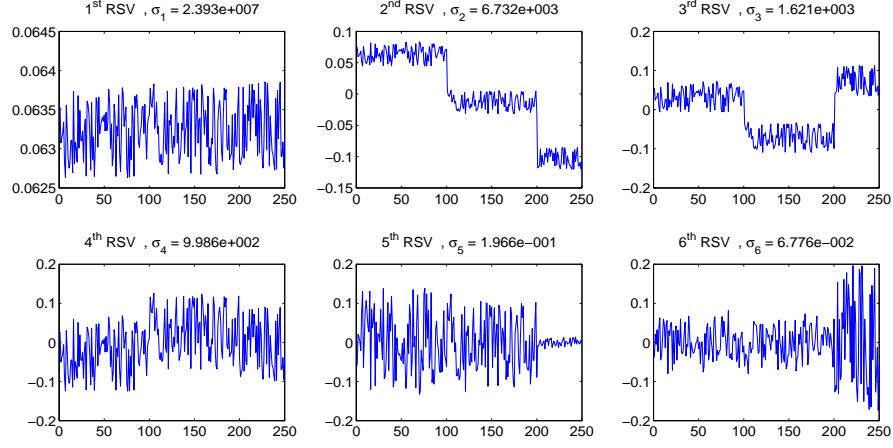 1st RSV , σ1 = 2.393e+007
0.0645
0.064
0.0635
0.063
0.0625
0 50 100 150 200 250
2nd RSV , σ2 = 6.732e+003
0.1
0.05
0
−0.05
−0.1
−0.15
0 50 100 150 200 250
3rd RSV , σ3 = 1.621e+003
0.2
0.1
0
−0.1
−0.2
0 50 100 150 200 250
4th RSV , σ4 = 9.986e+002
0.2
0.1
0
−0.1
−0.2
0 50 100 150 200 250
5th RSV , σ5 = 1.966e−001
0.2
0.1
0
−0.1
−0.2
0 50 100 150 200 250
6th RSV , σ6 = 6.776e−002
0.2
0.1
0
−0.1
−0.2
0 50 100 150 200 250